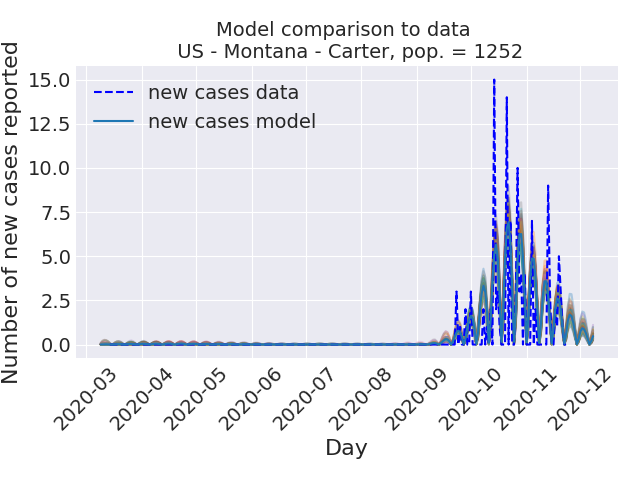 Model comparison to data
US - Montana - Carter, pop. = 1252
Number of new cases reported
15.0
12.5
10.0
7.5
5.0
2.5
0.0
new cases data
new cases model
2020-03
2020-04
2020-05
2020-06
2020-07
2020-08
2020-09
2020-10
2020-11
2020-12
Day